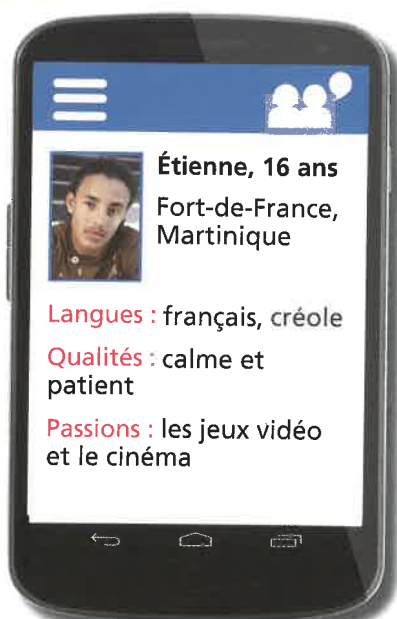 Étienne, 16 ans
Fort-de-France,
Martinique
Langues : français, créole
Qualités : calme et
patient
Passions : les jeux vidéo
et le cinéma